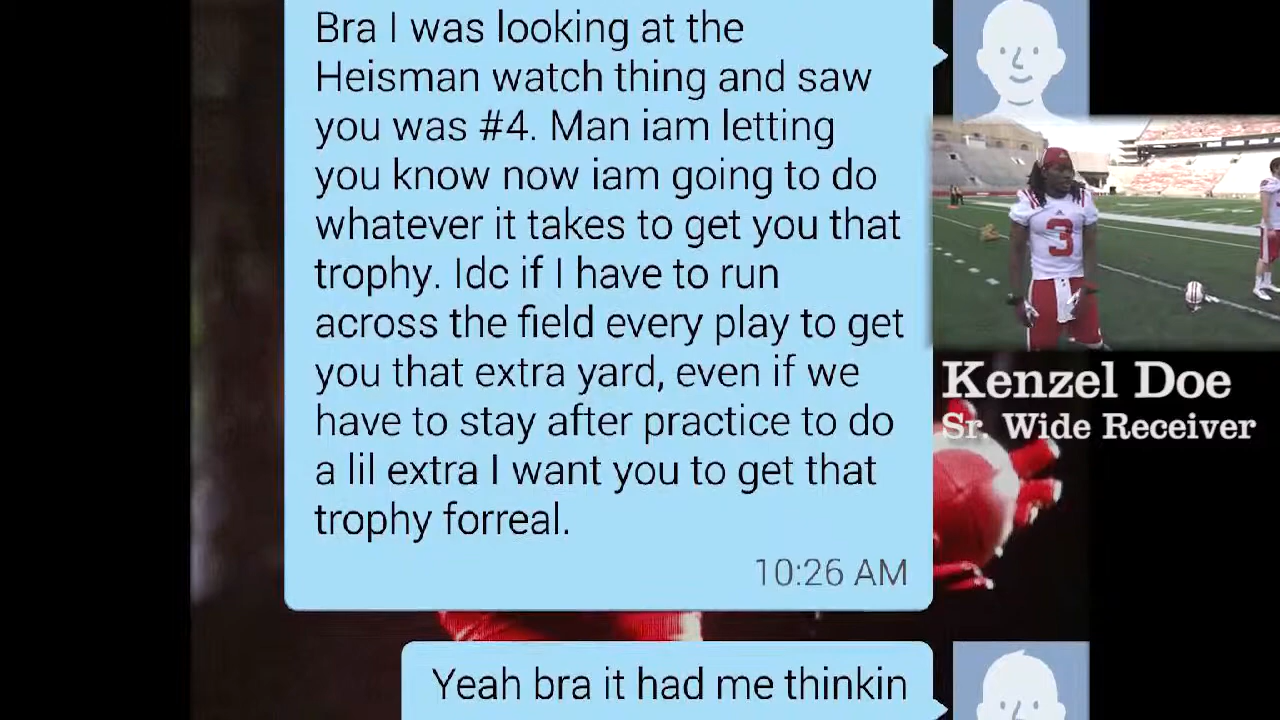 Bra I was looking at the
Heisman watch thing and saw
you was #4. Man iam letting
you know now iam going to do
whatever it takes to get you that
trophy. Idc if I have to run
across the field every play to get
you that extra yard, even if we
have to stay after practice to do
a lil extra I want you to get that
trophy forreal.
10:26 AM
3
Kenzel Doe
Sr. Wide Receiver
Yeah bra it had me thinkin